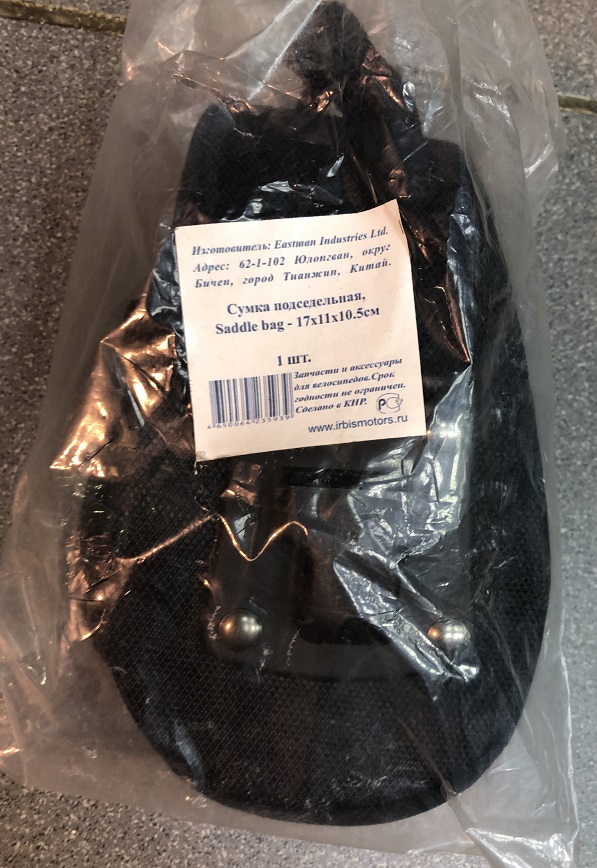 Изготовитель: Eastman Industries Ltd.
Адрес: 62-1-102 Юлонгван, округ
Бичен, город Тианжин, Китай.
Сумка подседельная,
Saddle bag - 17x11x10.5см
1 шт.
Запчасти и аксессуары
для велосипедов.Срок
годности не ограничен.
Сделано в КНР.
4650064235939
www.irbismotors.ru